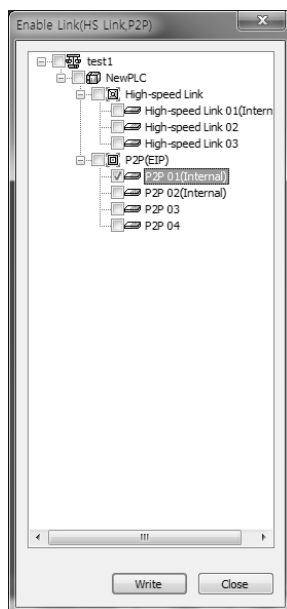 Enable Link(HS Link,P2P)
test1
NewPLC
High-speed Link
High-speed Link 01(Intern
High-speed Link 02
High-speed Link 03
P2P(EIP)
P2P 01(Internal)
P2P 02(Internal)
P2P 03
P2P 04
Write Close